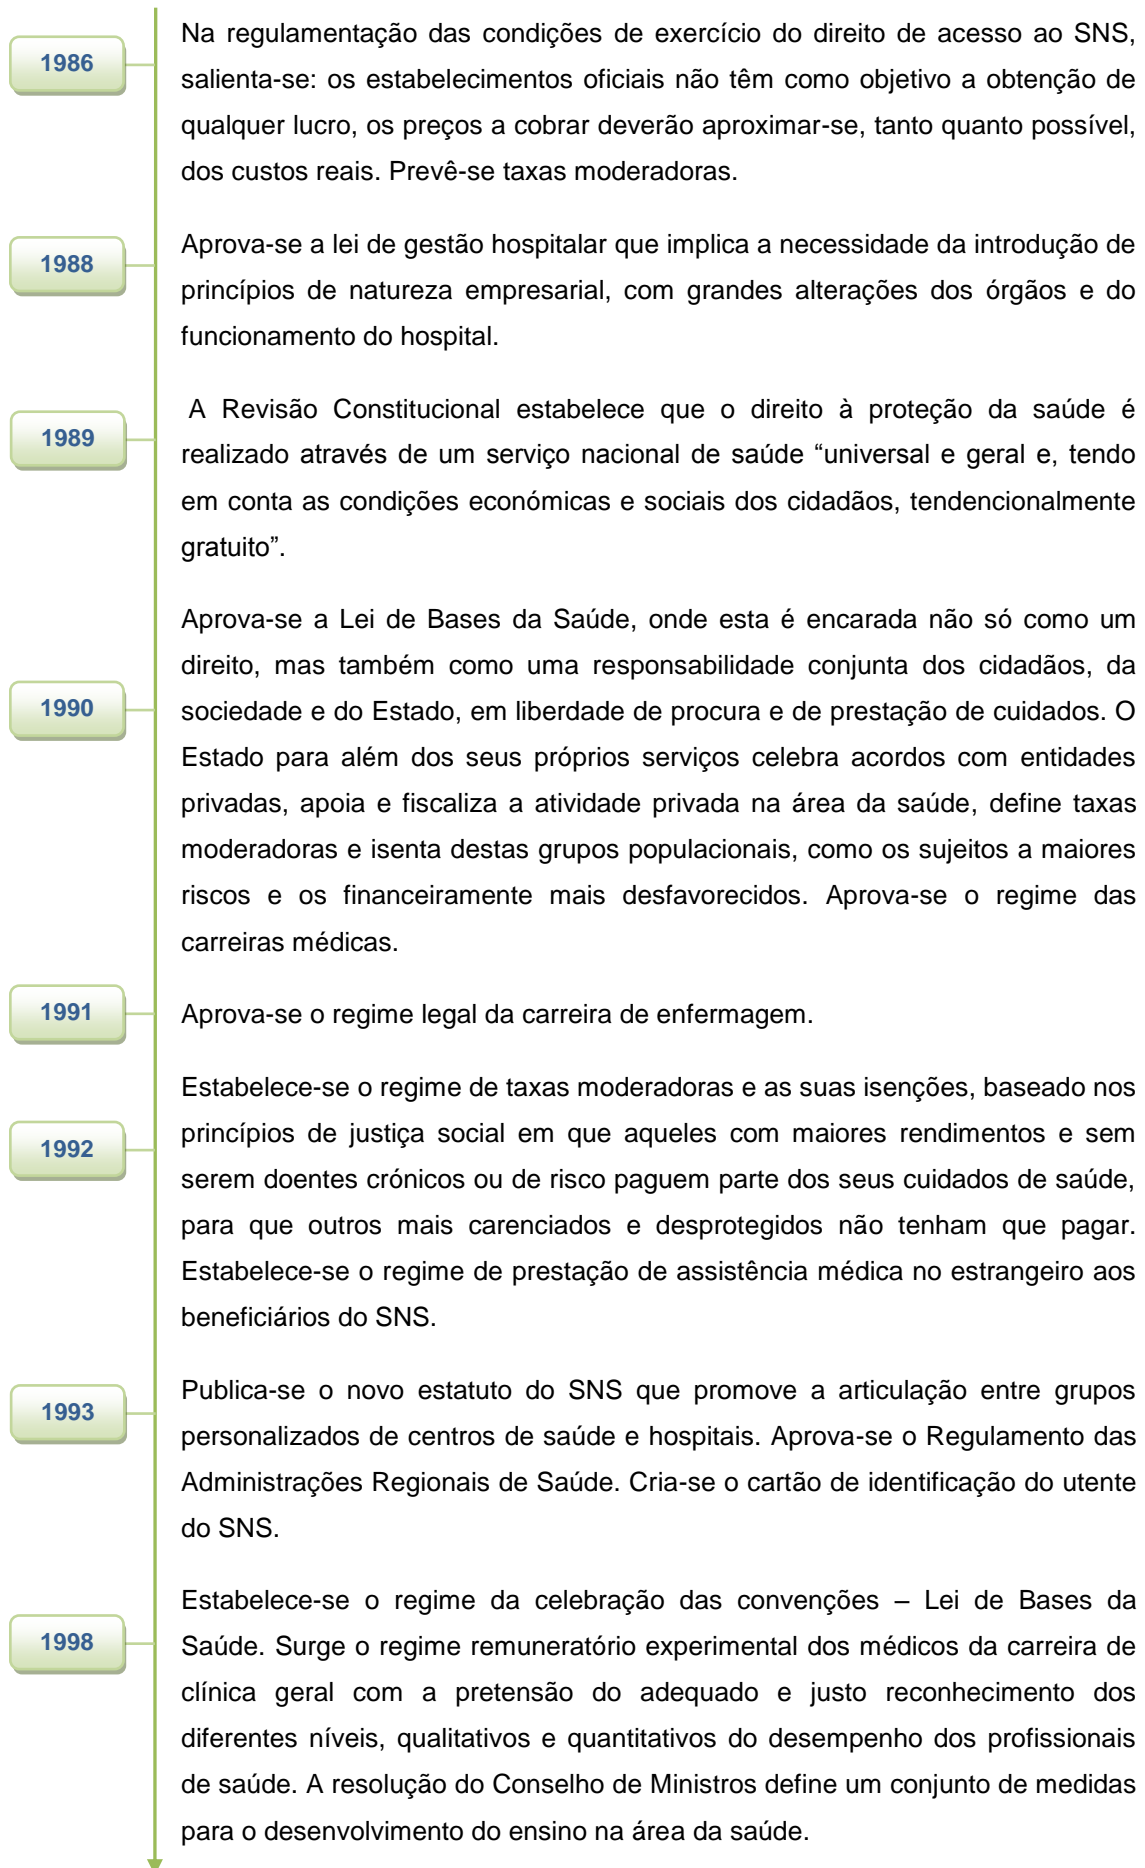 1986
Na regulamentação das condições de exercício do direito de acesso ao SNS,
salienta-se: os estabelecimentos oficiais não têm como objetivo a obtenção de
qualquer lucro, os preços a cobrar deverão aproximar-se, tanto quanto possível,
dos custos reais. Prevê-se taxas moderadoras.
1988
Aprova-se a lei de gestão hospitalar que implica a necessidade da introdução de
princípios de natureza empresarial, com grandes alterações dos órgãos e do
funcionamento do hospital.
1989
A Revisão Constitucional estabelece que o direito à proteção da saúde é
realizado através de um serviço nacional de saúde “universal e geral e, tendo
em conta as condições económicas e sociais dos cidadãos, tendencionalmente
gratuito”.
1990
Aprova-se a Lei de Bases da Saúde, onde esta é encarada não só como um
direito, mas também como uma responsabilidade conjunta dos cidadãos, da
sociedade e do Estado, em liberdade de procura e de prestação de cuidados. O
Estado para além dos seus próprios serviços celebra acordos com entidades
privadas, apoia e fiscaliza a atividade privada na área da saúde, define taxas
moderadoras e isenta destas grupos populacionais, como os sujeitos a maiores
riscos e os financeiramente mais desfavorecidos. Aprova-se o regime das
carreiras médicas.
1991
Aprova-se o regime legal da carreira de enfermagem.
1992
Estabelece-se o regime de taxas moderadoras e as suas isenções, baseado nos
princípios de justiça social em que aqueles com maiores rendimentos e sem
serem doentes crónicos ou de risco paguem parte dos seus cuidados de saúde,
para que outros mais carenciados e desprotegidos não tenham que pagar.
Estabelece-se o regime de prestação de assistência médica no estrangeiro aos
beneficiários do SNS.
1993
Publica-se o novo estatuto do SNS que promove a articulação entre grupos
personalizados de centros de saúde e hospitais. Aprova-se o Regulamento das
Administrações Regionais de Saúde. Cria-se o cartão de identificação do utente
do SNS.
1998
Estabelece-se o regime da celebração das convenções – Lei de Bases da
Saúde. Surge o regime remuneratório experimental dos médicos da carreira de
clínica geral com a pretensão do adequado e justo reconhecimento dos
diferentes níveis, qualitativos e quantitativos do desempenho dos profissionais
de saúde. A resolução do Conselho de Ministros define um conjunto de medidas
para o desenvolvimento do ensino na área da saúde.